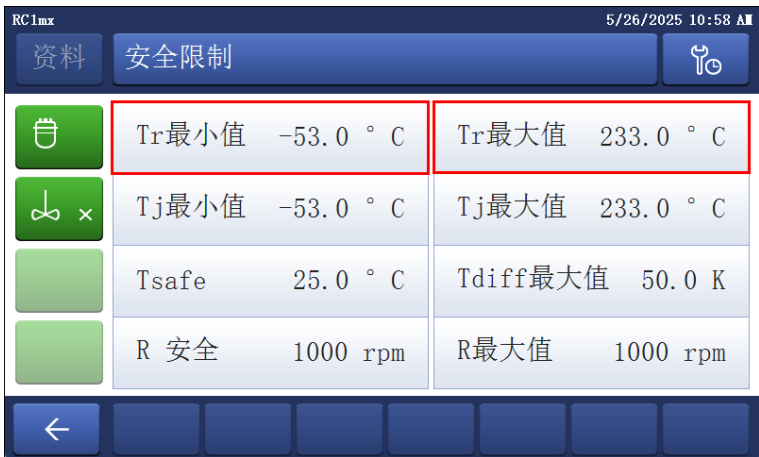 RC1mx 5/26/2025 10:58 AM
资料 安全限制
Tr最小值 -53.0 ° C Tr最大值 233.0 ° C
Tj最小值 -53.0 ° C Tj最大值 233.0 ° C
Tsafe 25.0 ° C Tdiff最大值 50.0 K
R 安全 1000 rpm R最大值 1000 rpm